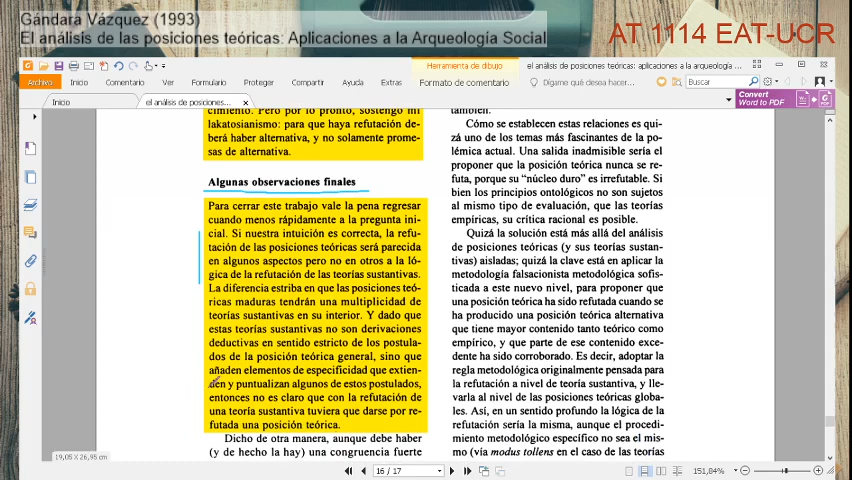 Gándara Vázquez (1993)
El análisis de las posiciones teóricas: Aplicaciones a la Arqueología Social
AT 1114 EAT-UCR
Herramienta de dibujo
el análisis de posiciones teóricas: aplicaciones a la arqueología
Archivo Inicio Comentario Ver Formulario Proteger Compartir Ayuda Extras Formato de comentario Dígame qué desea hacer... Buscar
Inicio el análisis de posiciones... Convert
Word to PDF
cimiento. Pero por lo pronto, sostengo mi
lakatosianismo: para que haya refutación de-
berá haber alternativa, y no solamente prome-
sas de alternativa.
Algunas observaciones finales
Para cerrar este trabajo vale la pena regresar
cuando menos rápidamente a la pregunta ini-
cial. Si nuestra intuición es correcta, la refu-
tación de las posiciones teóricas será parecida
en algunos aspectos pero no en otros a la ló-
gica de la refutación de las teorías sustantivas.
La diferencia estriba en que las posiciones teó-
ricas maduras tendrán una multiplicidad de
teorías sustantivas en su interior. Y dado que
estas teorías sustantivas no son derivaciones
deductivas en sentido estricto de los postula-
dos de la posición teórica general, sino que
añaden elementos de especificidad que extien-
den y puntualizan algunos de estos postulados,
entonces no es claro que con la refutación de
una teoría sustantiva tuviera que darse por re-
futada una posición teórica.
Dicho de otra manera, aunque debe haber
(y de hecho la hay) una congruencia fuerte
también.
Cómo se establecen estas relaciones es qui-
zá uno de los temas más fascinantes de la po-
lémica actual. Una salida inadmisible sería el
proponer que la posición teórica nunca se re-
futa, porque su “núcleo duro” es irrefutable. Si
bien los principios ontológicos no son sujetos
al mismo tipo de evaluación, que las teorías
empíricas, su crítica racional es posible.
Quizá la solución está más allá del análisis
de posiciones teóricas (y sus teorías sustan-
tivas) aisladas; quizá la clave está en aplicar la
metodología falsacionista metodológica sofis-
ticada a este nuevo nivel, para proponer que
una posición teórica ha sido refutada cuando se
ha producido una posición teórica alternativa
que tiene mayor contenido tanto teórico como
empírico, y que parte de ese contenido exce-
dente ha sido corroborado. Es decir, adoptar la
regla metodológica originalmente pensada para
la refutación a nivel de teoría sustantiva, y lle-
varla al nivel de las posiciones teóricas globa-
les. Así, en un sentido profundo la lógica de la
refutación sería la misma, aunque el procedi-
miento metodológico específico no sea el mis-
mo (vía modus tollens en el caso de las teorías
19,05 x 26,95 cm
16 / 17
151,84%